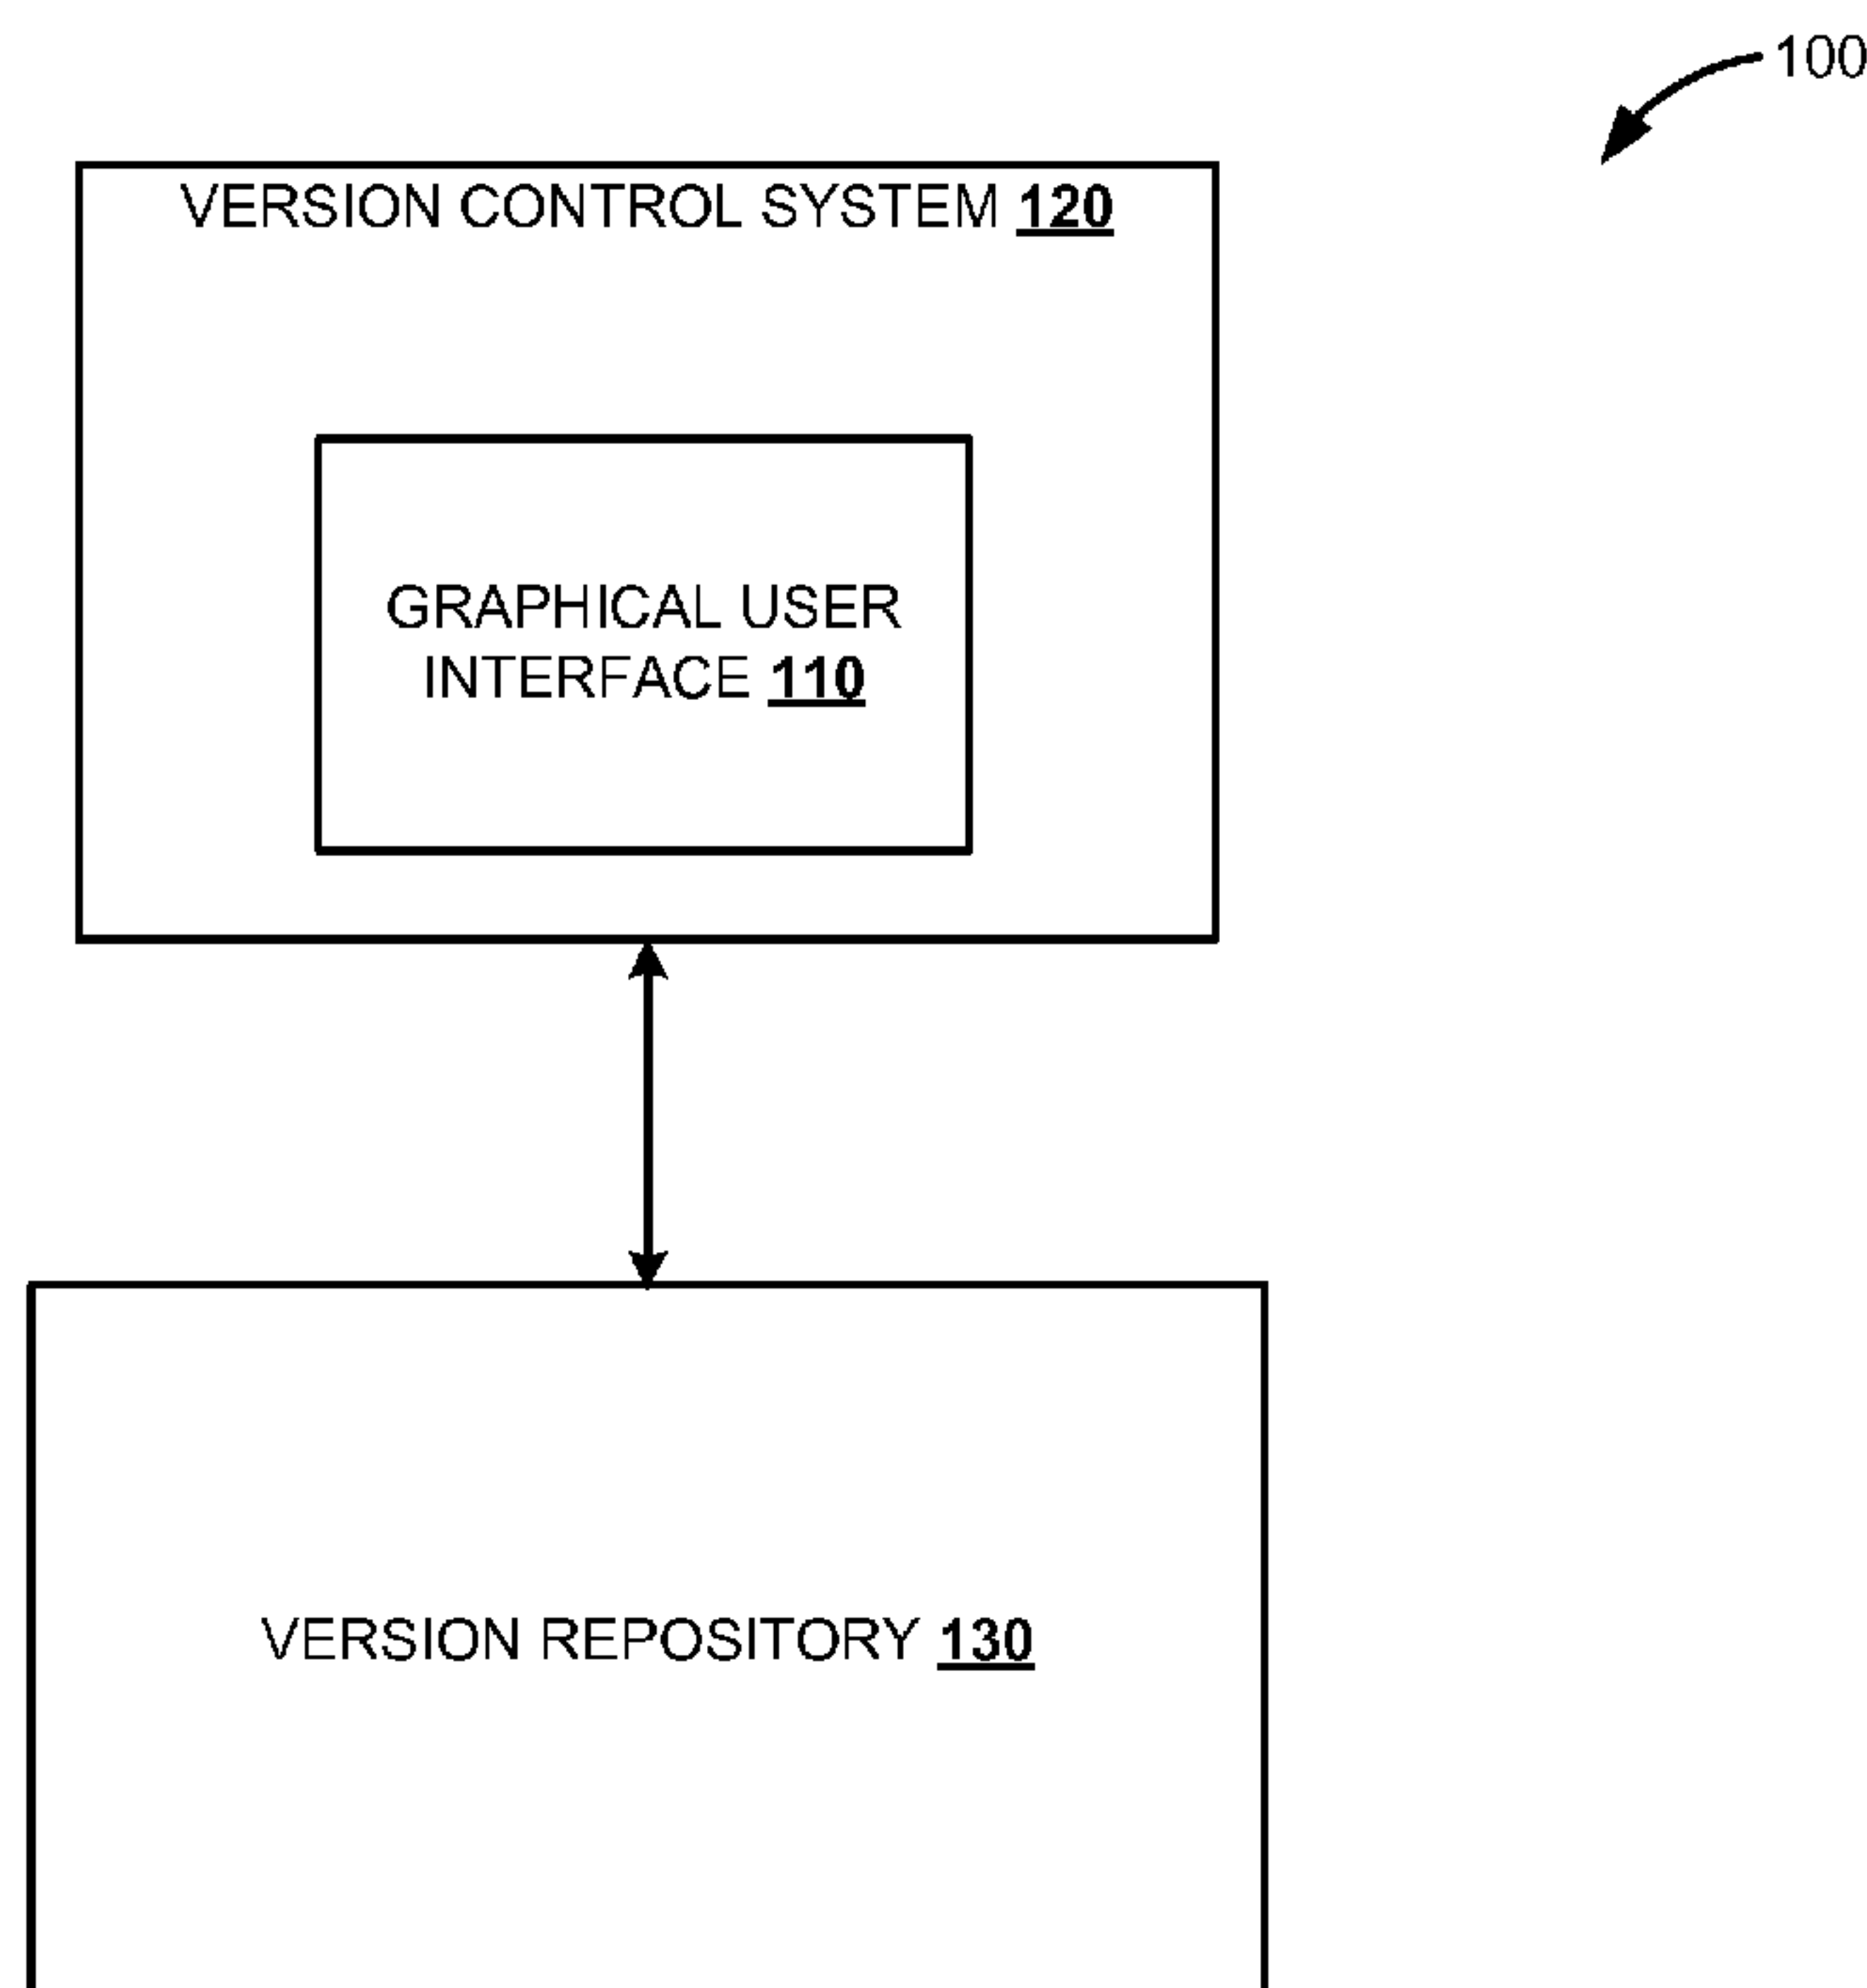 100
VERSION CONTROL SYSTEM 120
GRAPHICAL USER
INTERFACE 110
VERSION REPOSITORY 130